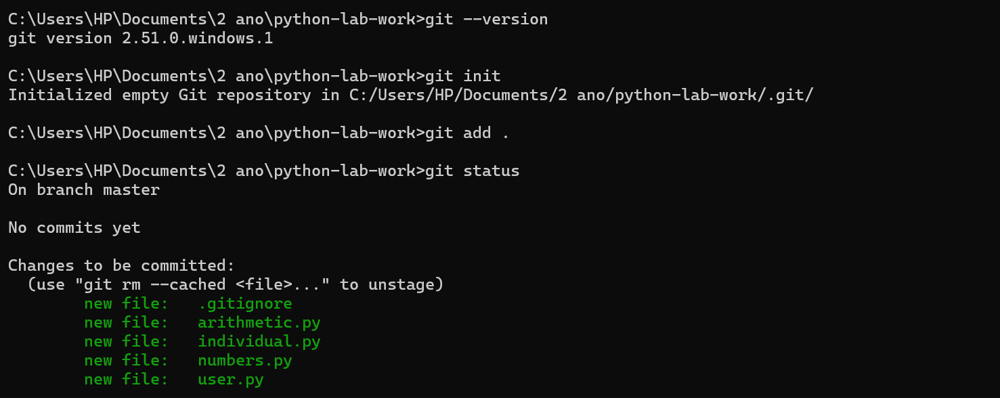 C:\Users\HP\Documents\2 ano\python-lab-work>git --version
git version 2.51.0.windows.1
C:\Users\HP\Documents\2 ano\python-lab-work>git init
Initialized empty Git repository in C:/Users/HP/Documents/2 ano/python-lab-work/.git/
C:\Users\HP\Documents\2 ano\python-lab-work>git add .
C:\Users\HP\Documents\2 ano\python-lab-work>git status
On branch master
No commits yet
Changes to be committed:
  (use "git rm --cached <file>..." to unstage)
        new file:   .gitignore
        new file:   arithmetic.py
        new file:   individual.py
        new file:   numbers.py
        new file:   user.py